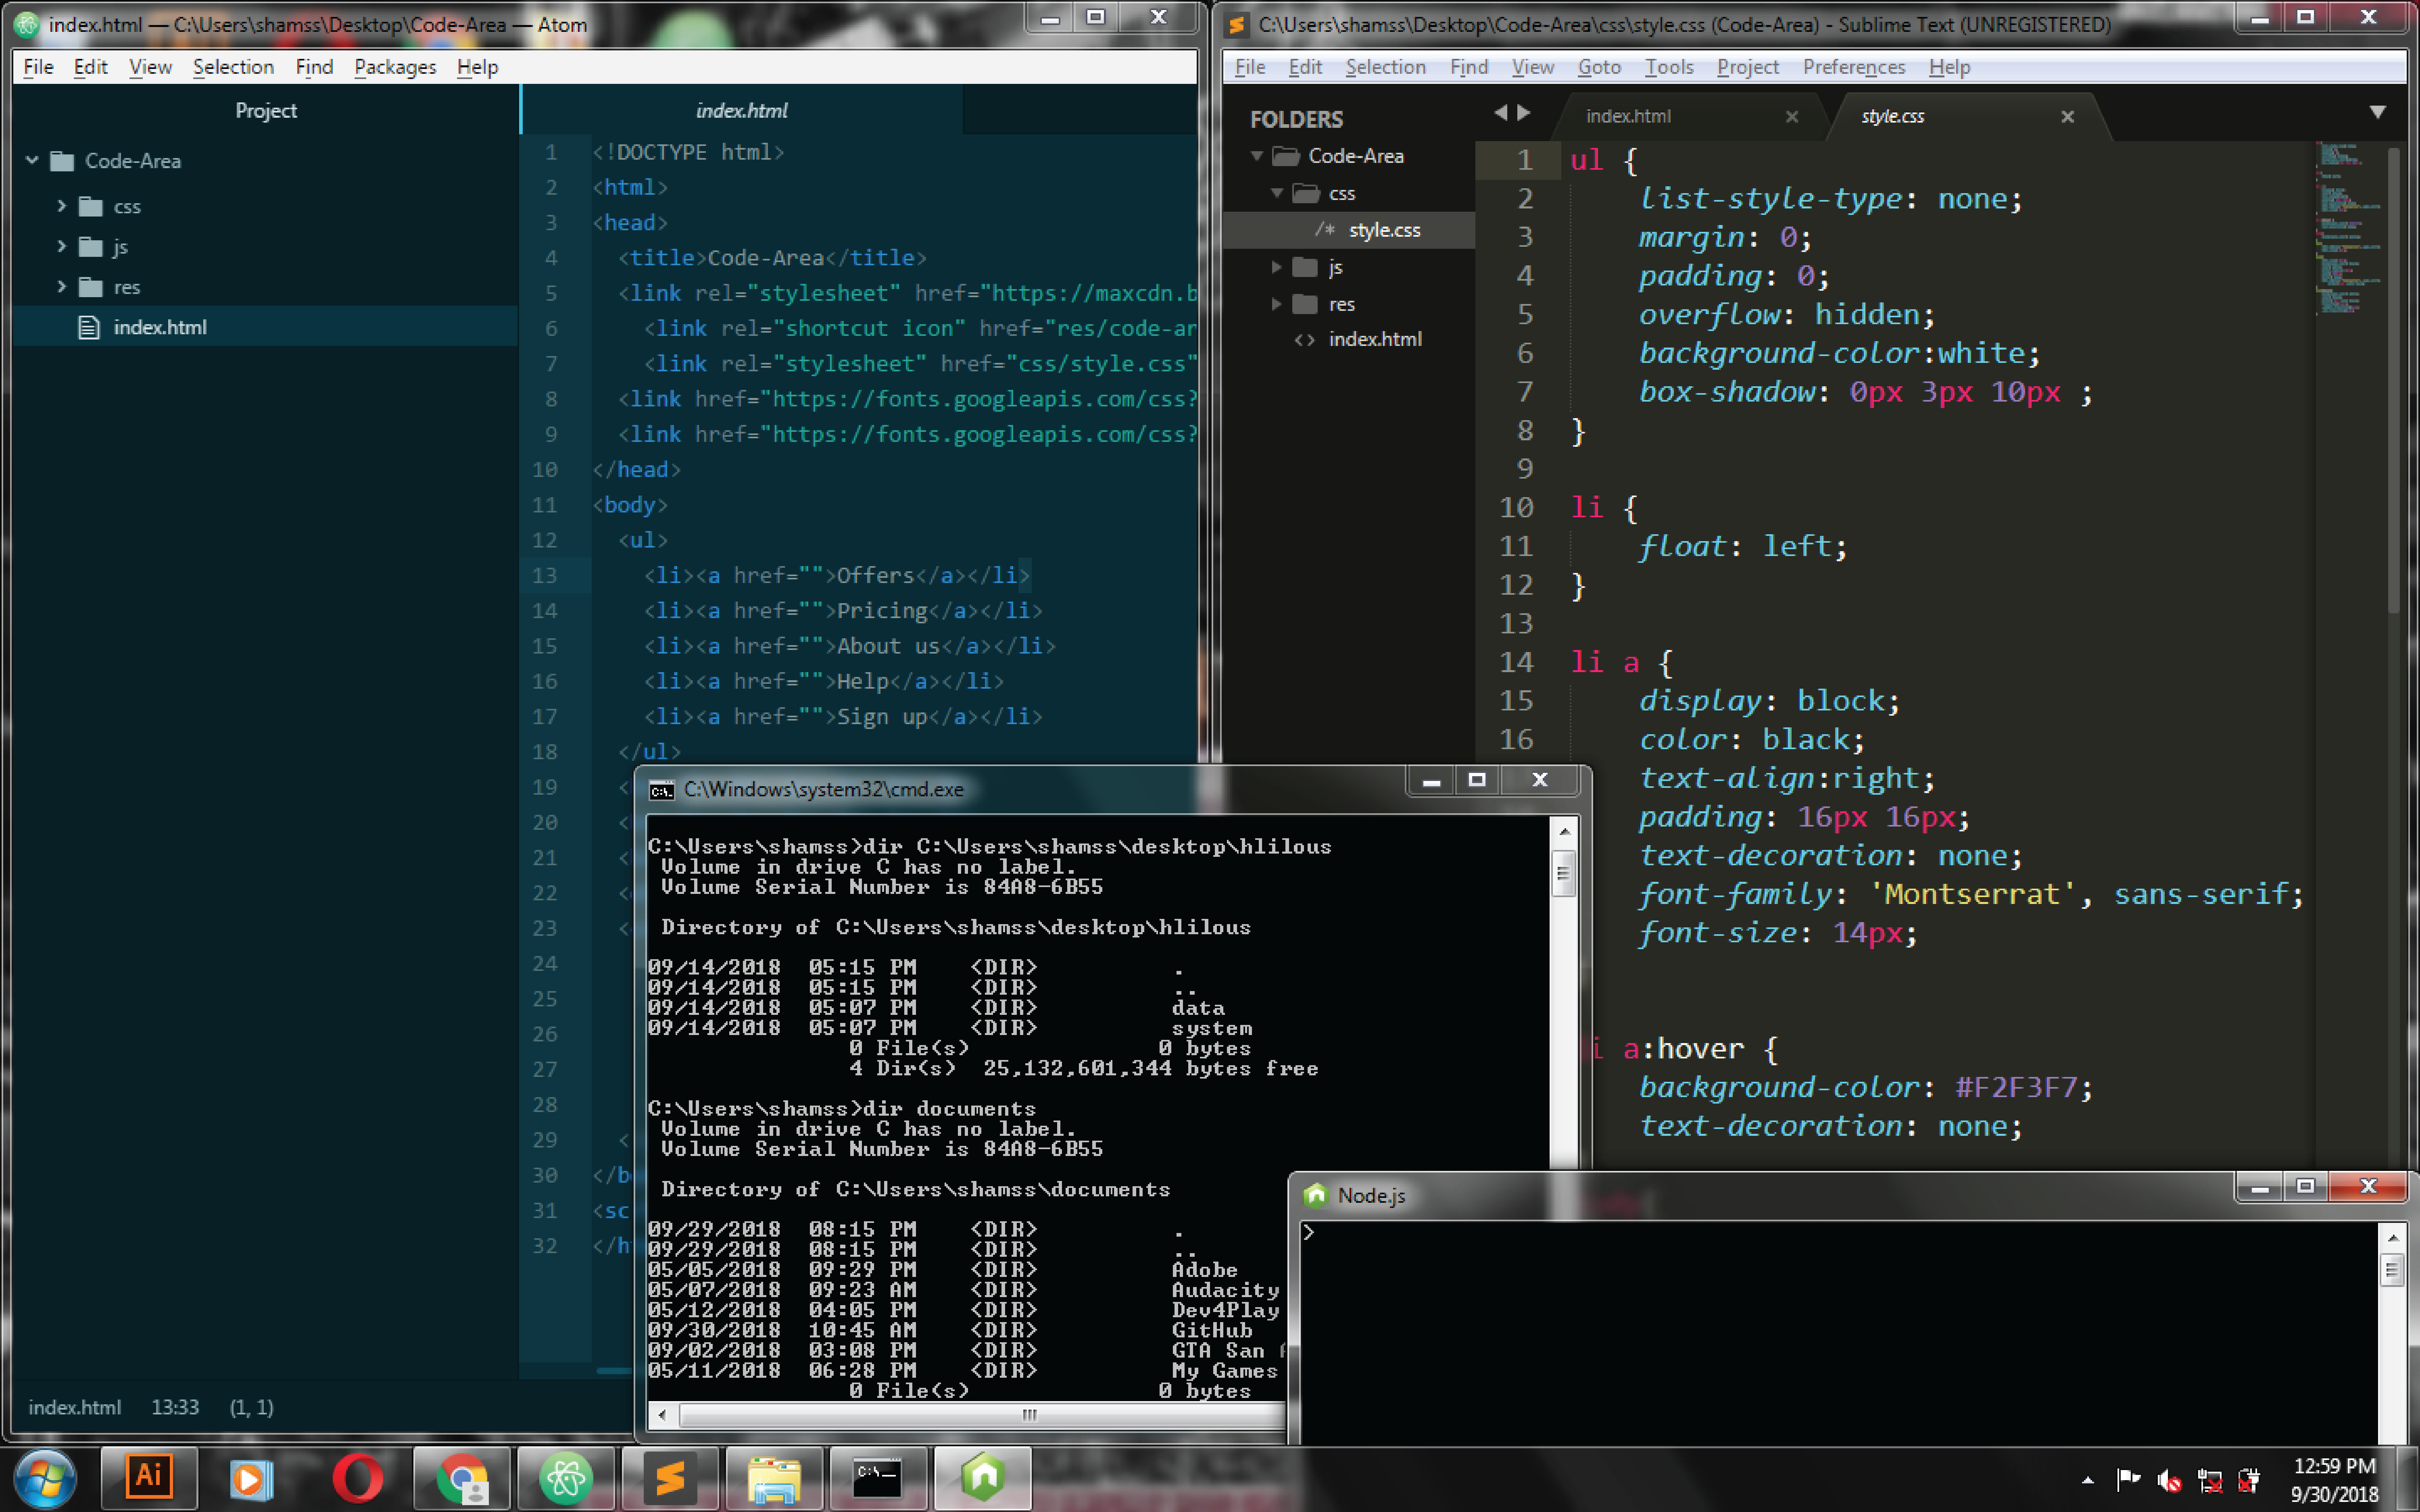 index.html — C:\Users\shamss\Desktop\Code-Area — Atom
File Edit View Selection Find Packages Help
Project
Code-Area
css
js
res
index.html
index.html
1 <!DOCTYPE html>
2 <html>
3 <head>
4 <title>Code-Area</title>
5 <link rel="stylesheet" href="https://maxcdn.b
6 <link rel="shortcut icon" href="res/code-ar
7 <link rel="stylesheet" href="css/style.css"
8 <link href="https://fonts.googleapis.com/css?
9 <link href="https://fonts.googleapis.com/css?
10 </head>
11 <body>
12 <ul>
13 <li><a href="">Offers</a></li>
14 <li><a href="">Pricing</a></li>
15 <li><a href="">About us</a></li>
16 <li><a href="">Help</a></li>
17 <li><a href="">Sign up</a></li>
18 </ul>
19 <
20 <
21 <
22 <
23 <
24
25
26
27
28
29 <
30 </b
31 <sc
32 </h
index.html 13:33 (1, 1)
C:\Users\shamss\Desktop\Code-Area\css\style.css (Code-Area) - Sublime Text (UNREGISTERED)
File Edit Selection Find View Goto Tools Project Preferences Help
FOLDERS
Code-Area
css
/* style.css
js
res
<> index.html
index.html
style.css
1 ul {
2 list-style-type: none;
3 margin: 0;
4 padding: 0;
5 overflow: hidden;
6 background-color:white;
7 box-shadow: 0px 3px 10px ;
8 }
9
10 li {
11 float: left;
12 }
13
14 li a {
15 display: block;
16 color: black;
text-align:right;
padding: 16px 16px;
text-decoration: none;
font-family: 'Montserrat', sans-serif;
font-size: 14px;
i a:hover {
background-color: #F2F3F7;
text-decoration: none;
C:\Windows\system32\cmd.exe
C:\Users\shamss>dir C:\Users\shamss\desktop\hlilous
Volume in drive C has no label.
Volume Serial Number is 84A8-6B55
Directory of C:\Users\shamss\desktop\hlilous
09/14/2018 05:15 PM <DIR> .
09/14/2018 05:15 PM <DIR> ..
09/14/2018 05:07 PM <DIR> data
09/14/2018 05:07 PM <DIR> system
0 File(s) 0 bytes
4 Dir(s) 25,132,601,344 bytes free
C:\Users\shamss>dir documents
Volume in drive C has no label.
Volume Serial Number is 84A8-6B55
Directory of C:\Users\shamss\documents
09/29/2018 08:15 PM <DIR> .
09/29/2018 08:15 PM <DIR> ..
05/05/2018 09:29 PM <DIR> Adobe
05/07/2018 09:23 AM <DIR> Audacity
05/12/2018 04:05 PM <DIR> Dev4Play
09/30/2018 10:45 AM <DIR> GitHub
09/02/2018 03:08 PM <DIR> GTA San
05/11/2018 06:28 PM <DIR> My Games
0 File(s) 0 bytes
Node.js
>
Ai
C:\_
12:59 PM
9/30/2018